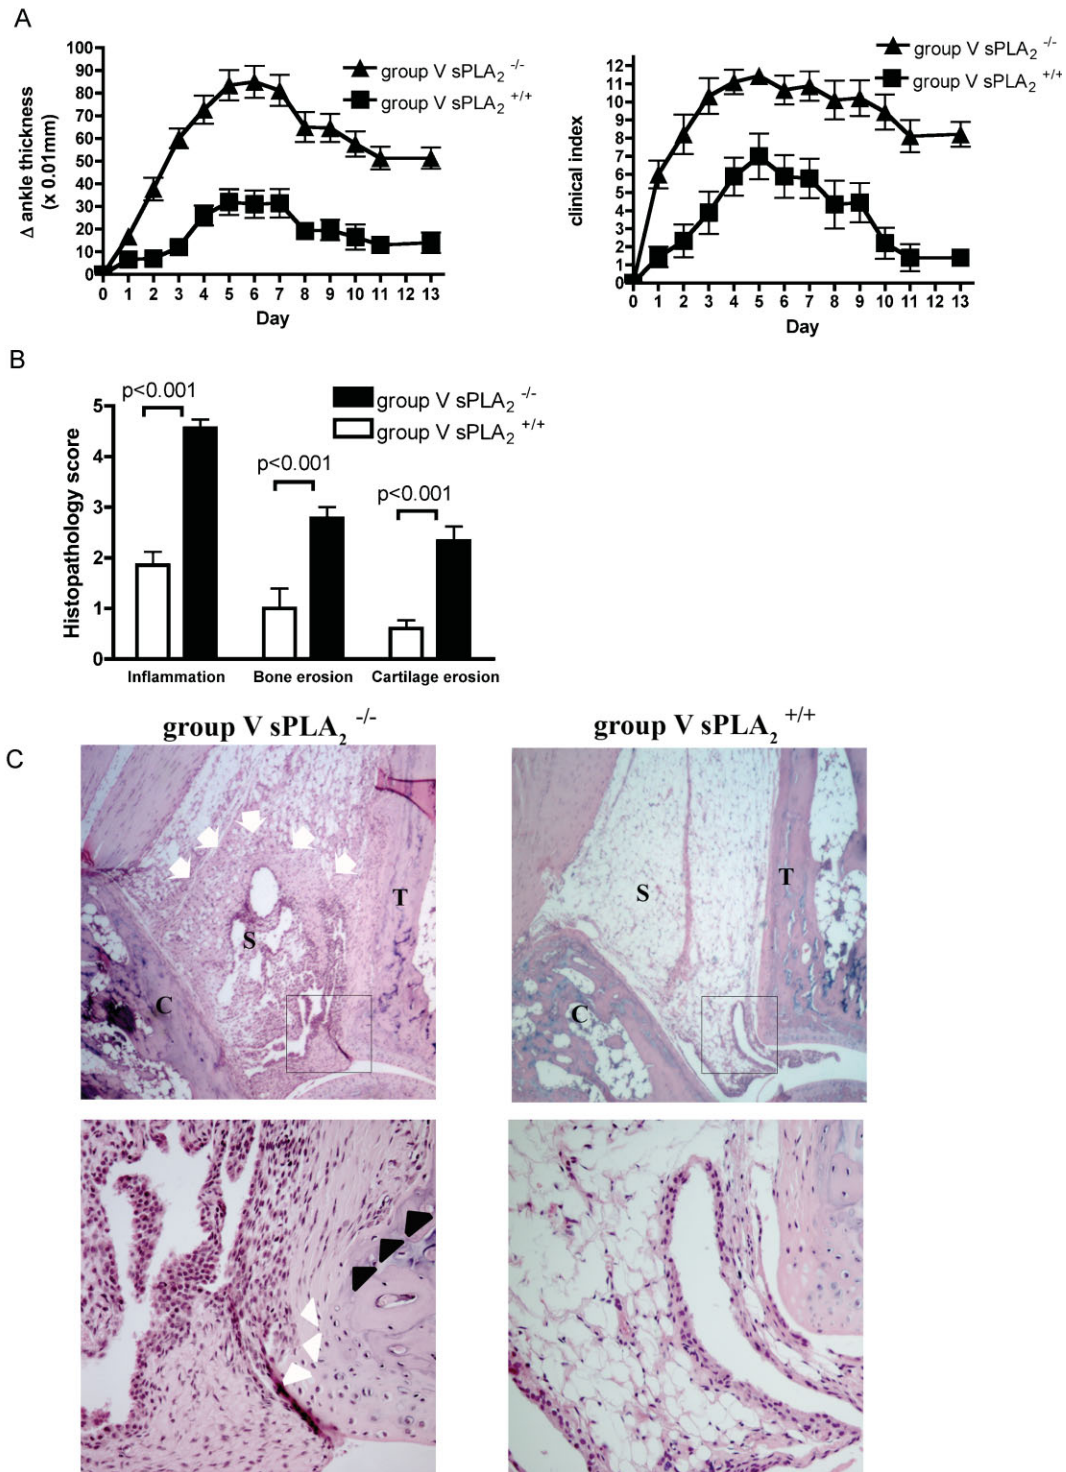 A
Δ ankle thickness
(x 0.01mm)
100
90
80
70
60
50
40
30
20
10
0
0 1 2 3 4 5 6 7 8 9 10 11 12 13
Day
group V sPLA2 -/-
group V sPLA2 +/+
clinical index
12
11
10
9
8
7
6
5
4
3
2
1
0
0 1 2 3 4 5 6 7 8 9 10 11 12 13
Day
group V sPLA2 -/-
group V sPLA2 +/+
B
Histopathology score
5
4
3
2
1
0
p<0.001
p<0.001
p<0.001
group V sPLA2 -/-
group V sPLA2 +/+
Inflammation Bone erosion Cartilage erosion
group V sPLA2 -/-
group V sPLA2 +/+
C
T
S
C
S
T
C